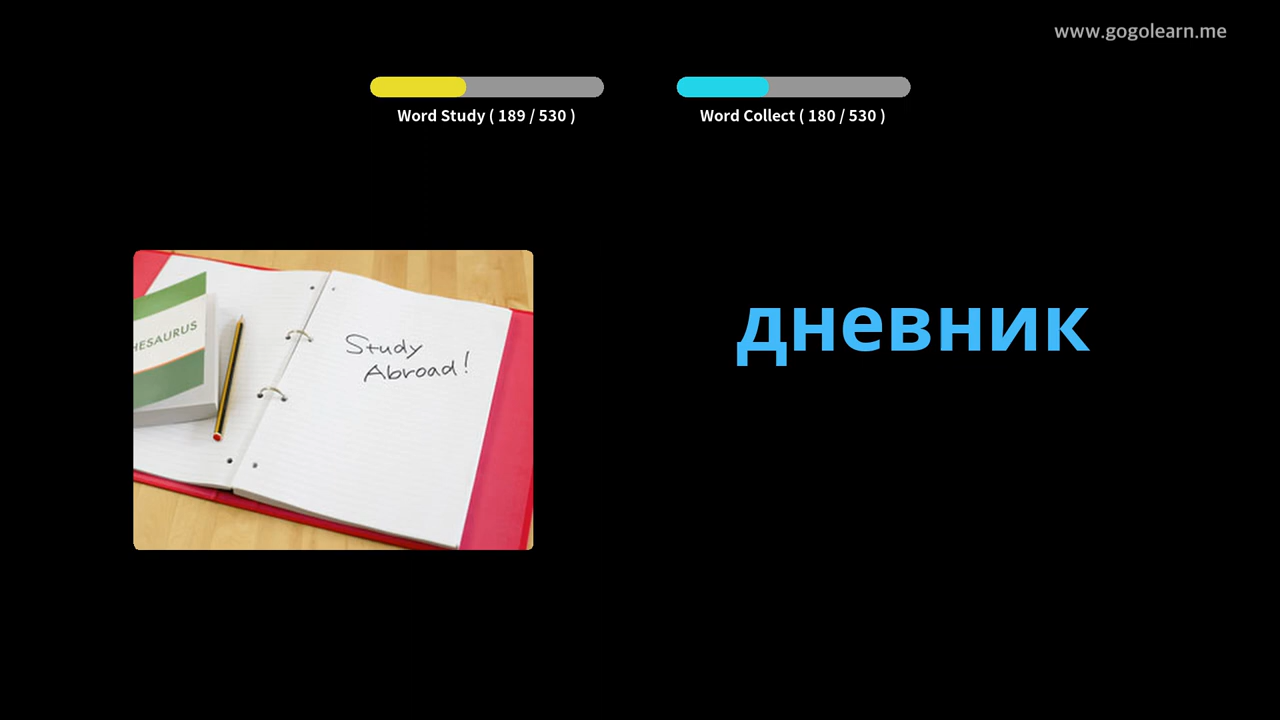 www.gogolearn.me
Word Study ( 189 / 530 )
Word Collect ( 180 / 530 )
HESAURUS
Study
Abroad!
дневник